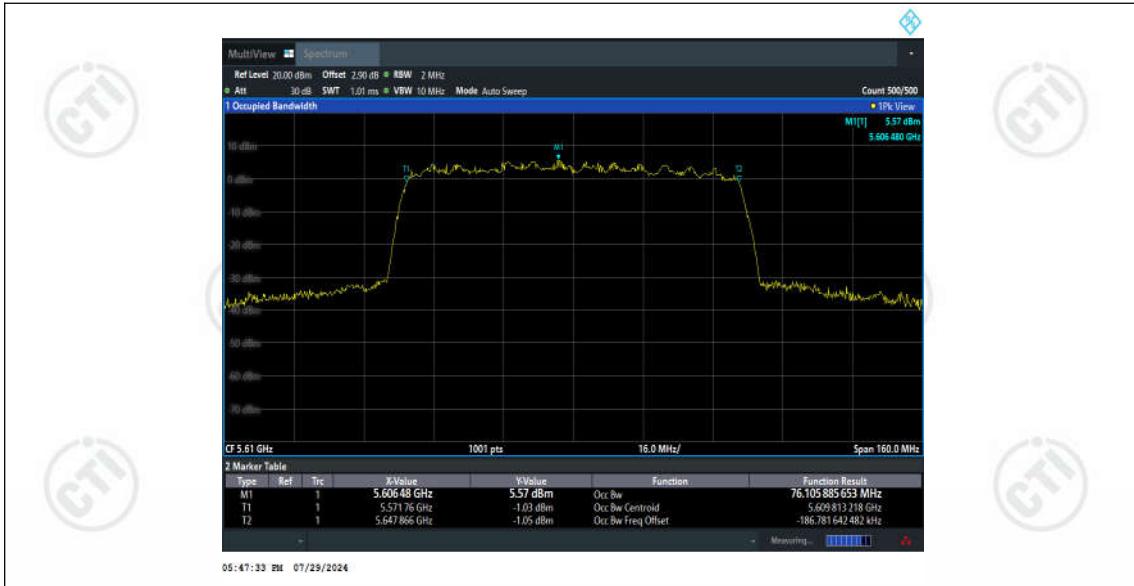 MultiView Spectrum
Ref Level 20.00 dBm Offset 2.90 dB RBW 2 MHz
Att 30 dB SWT 1.01 ms VBW 10 MHz Mode Auto Sweep Count 500/500
1 Occupied Bandwidth 1Pk View
M1[1] 5.57 dBm
5.606 480 GHz
10 dBm
M1
T1
T2
0 dBm
-10 dBm
-20 dBm
-30 dBm
-40 dBm
-50 dBm
-60 dBm
-70 dBm
CF 5.61 GHz 1001 pts 16.0 MHz/ Span 160.0 MHz
2 Marker Table
Type Ref Trc X-Value Y-Value Function Function Result
M1 1 5.606 48 GHz 5.57 dBm Occ Bw 76.105 885 653 MHz
T1 1 5.571 76 GHz -1.03 dBm Occ Bw Centroid 5.609 813 218 GHz
T2 1 5.647 866 GHz -1.05 dBm Occ Bw Freq Offset -186.781 642 482 kHz
Measuring...
05:47:33 PM 07/29/2024
CTI
CTI
CTI
CTI